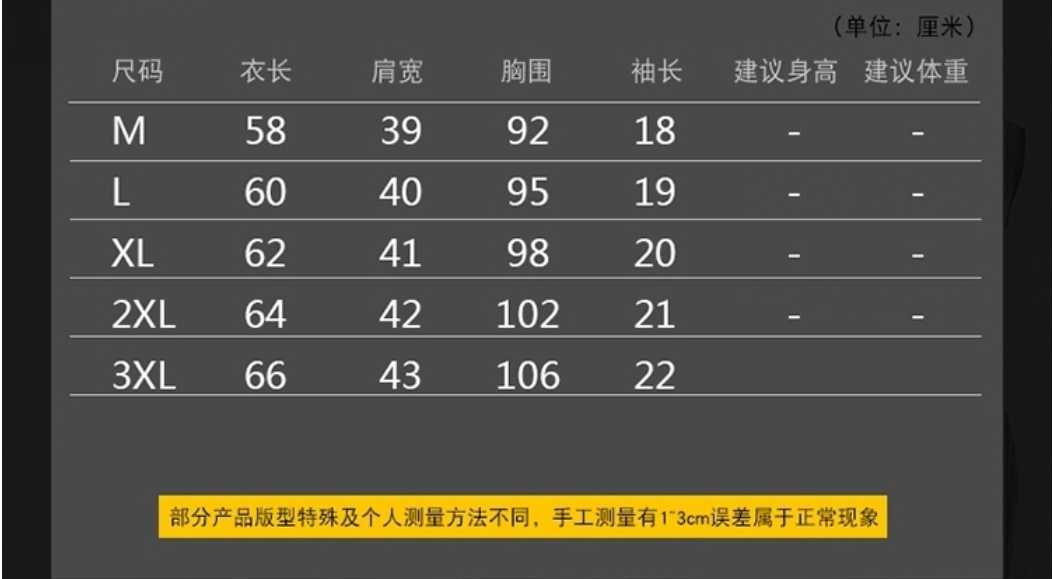 （单位：厘米）
尺码 衣长 肩宽 胸围 袖长 建议身高 建议体重
M 58 39 92 18 - -
L 60 40 95 19 - -
XL 62 41 98 20 - -
2XL 64 42 102 21 - -
3XL 66 43 106 22
部分产品版型特殊及个人测量方法不同，手工测量有1~3cm误差属于正常现象